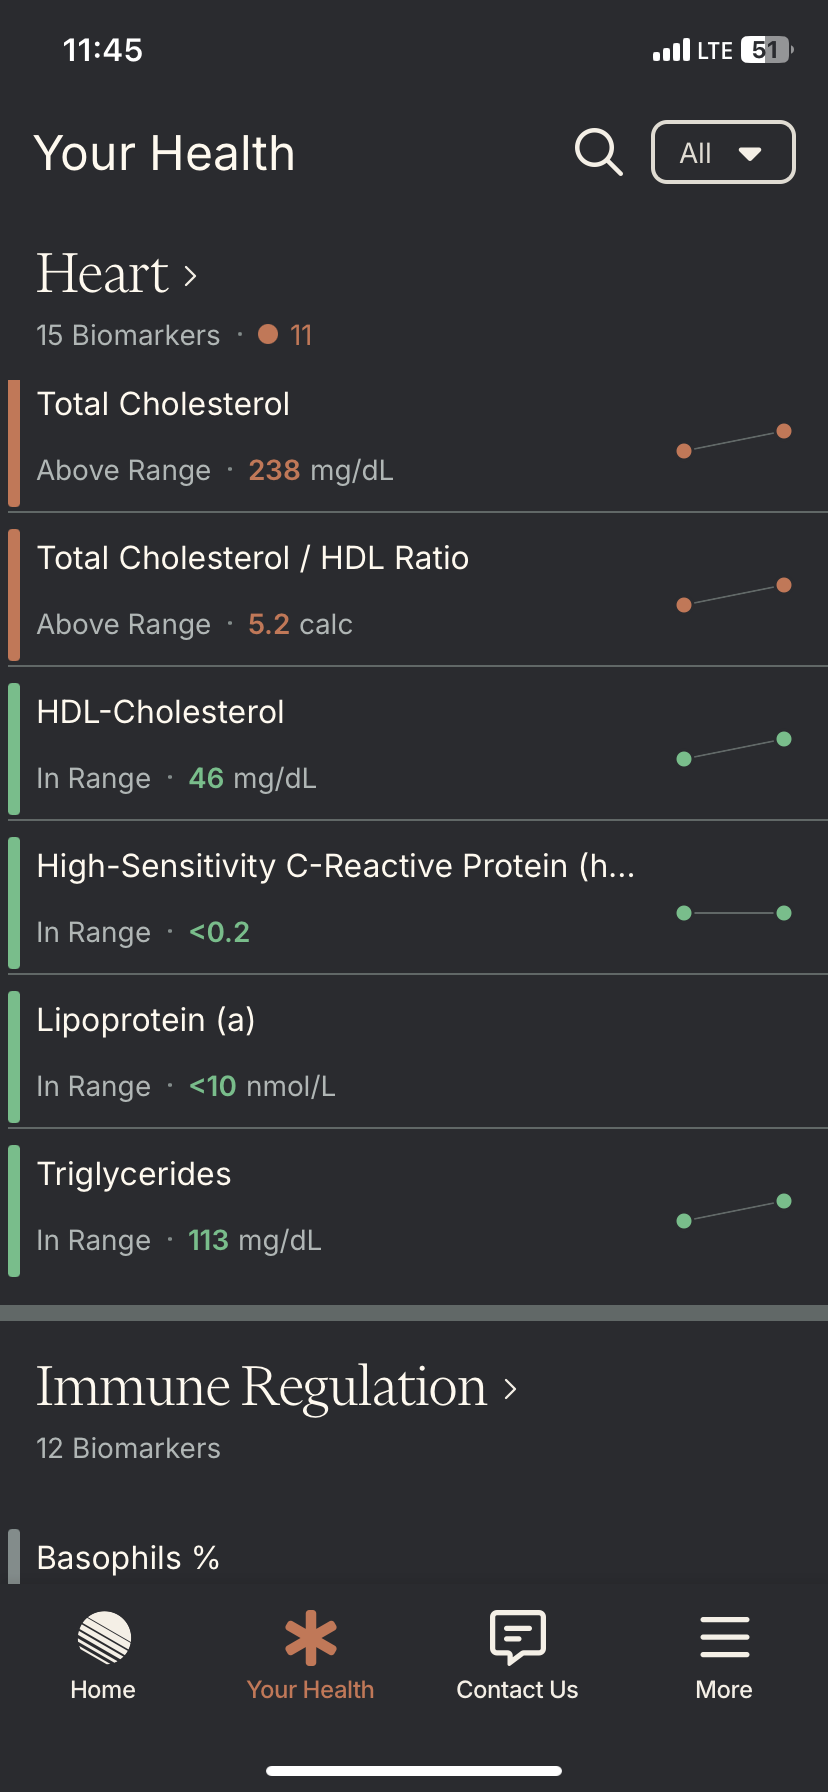 11:45
LTE 51
Your Health
All
Heart >
15 Biomarkers · 11
Total Cholesterol
Above Range · 238 mg/dL
Total Cholesterol / HDL Ratio
Above Range · 5.2 calc
HDL-Cholesterol
In Range · 46 mg/dL
High-Sensitivity C-Reactive Protein (h...
In Range · <0.2
Lipoprotein (a)
In Range · <10 nmol/L
Triglycerides
In Range · 113 mg/dL
Immune Regulation >
12 Biomarkers
Basophils %
Home
Your Health
Contact Us
More